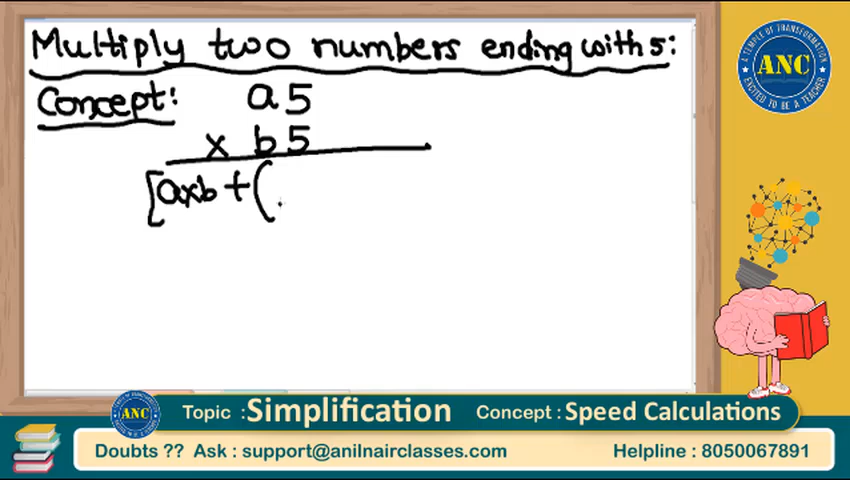 Multiply two numbers ending with 5:
Concept: a5
x b5
[axb + (
A TEMPLE OF TRANSFORMATION
ANC
EXCITED TO BE A TEACHER
ANC
Topic : Simplification Concept : Speed Calculations
Doubts ?? Ask : support@anilnairclasses.com Helpline : 8050067891